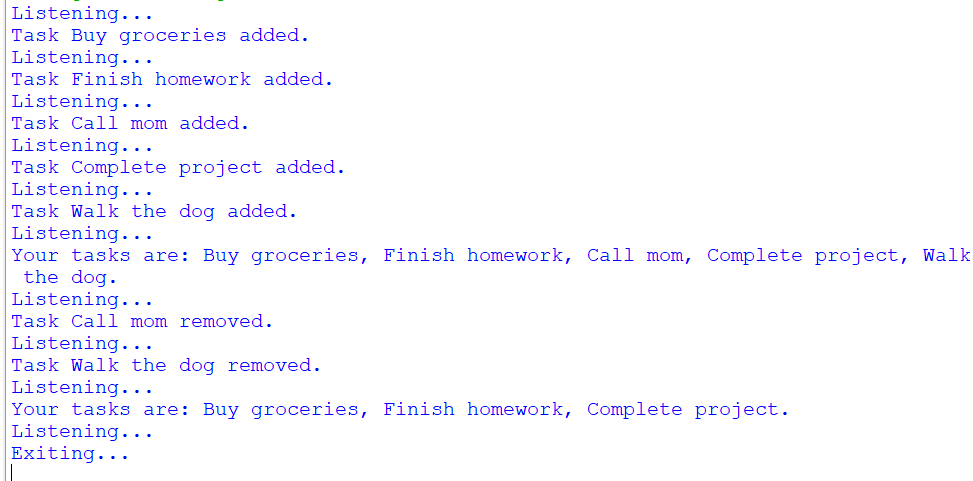 Listening...
Task Buy groceries added.
Listening...
Task Finish homework added.
Listening...
Task Call mom added.
Listening...
Task Complete project added.
Listening...
Task Walk the dog added.
Listening...
Your tasks are: Buy groceries, Finish homework, Call mom, Complete project, Walk
the dog.
Listening...
Task Call mom removed.
Listening...
Task Walk the dog removed.
Listening...
Your tasks are: Buy groceries, Finish homework, Complete project.
Listening...
Exiting...